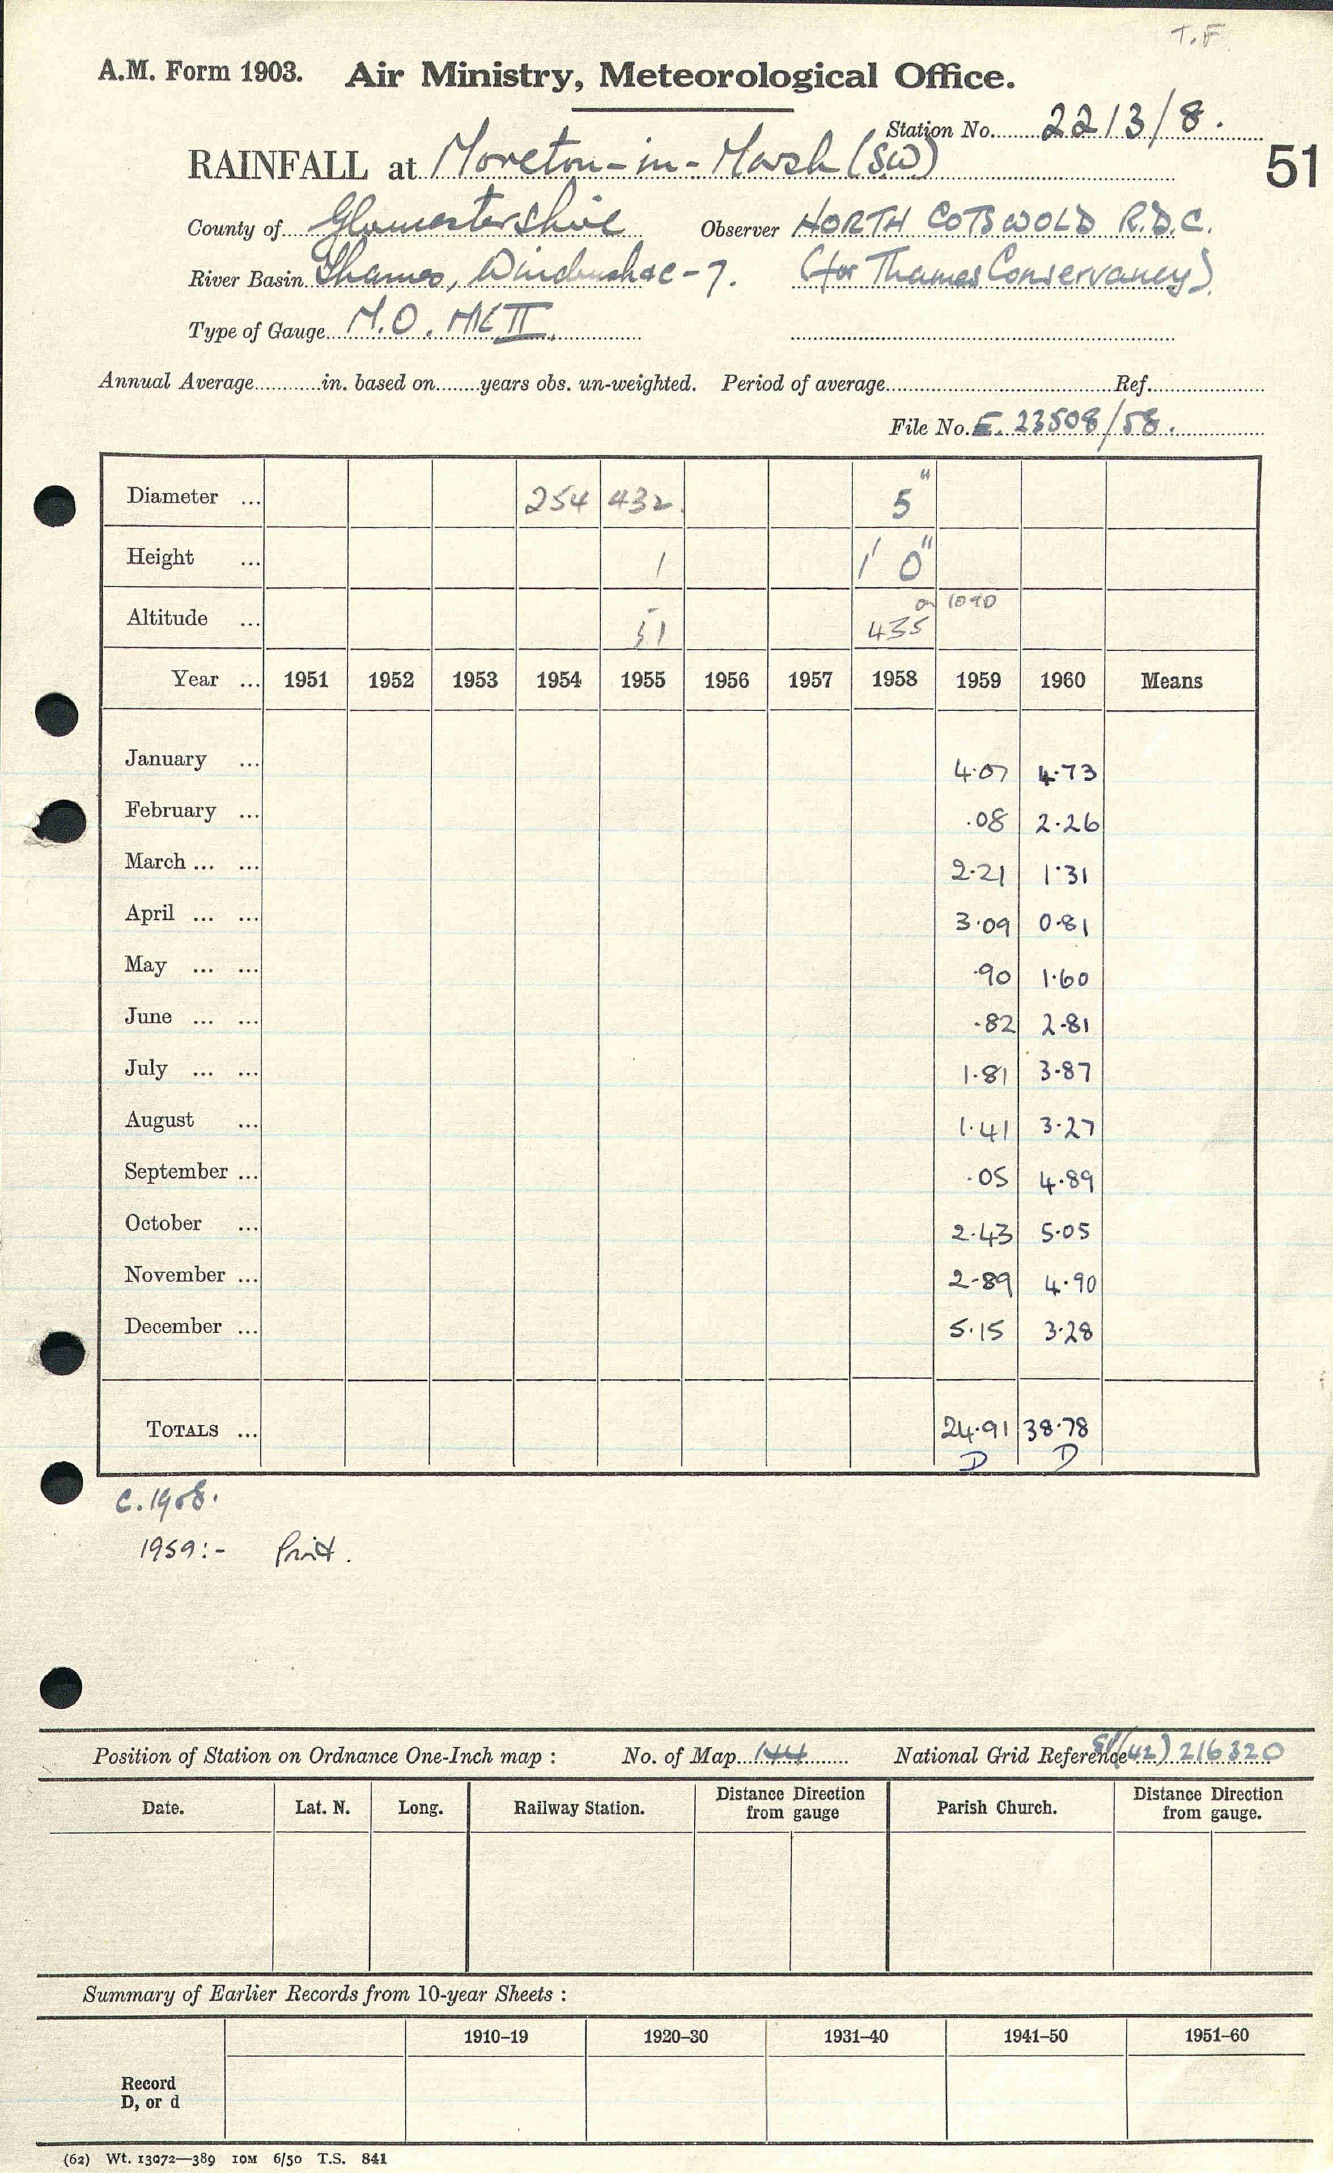 T.F.
A.M. Form 1903. Air Ministry, Meteorological Office.
Station No. 2213/8.
RAINFALL at Moreton-in-Marsh (SW)
51
County of Gloucestershire Observer NORTH COTSWOLD R.D.C.
River Basin Thames, Windrush &c - 7. (for Thames Conservancy)
Type of Gauge M.O. MK II.
Annual Average in. based on years obs. un-weighted. Period of average Ref.
File No. E. 23508/58.
Diameter ... 254 432. 5"
Height ... 1 1' 0"
Altitude ... 51 435
Year ... 1951 1952 1953 1954 1955 1956 1957 1958 1959 1960 Means
January ... 4.07 4.73
February ... .08 2.26
March ... ... 2.21 1.31
April ... ... 3.09 0.81
May ... ... .90 1.60
June ... ... .82 2.81
July ... ... 1.81 3.87
August ... 1.41 3.27
September ... .05 4.89
October ... 2.43 5.05
November ... 2.89 4.90
December ... 5.15 3.28
TOTALS ... 24.91 38.78
D D
C. 1958.
1959:- Print.
Position of Station on Ordnance One-Inch map : No. of Map 144 National Grid Reference (42) 216320
Date. Lat. N. Long. Railway Station. Distance Direction from gauge Parish Church. Distance Direction from gauge.
Summary of Earlier Records from 10-year Sheets :
1910–19 1920–30 1931–40 1941–50 1951–60
Record
D, or d
(62) Wt. 13072—389 10M 6/50 T.S. 841